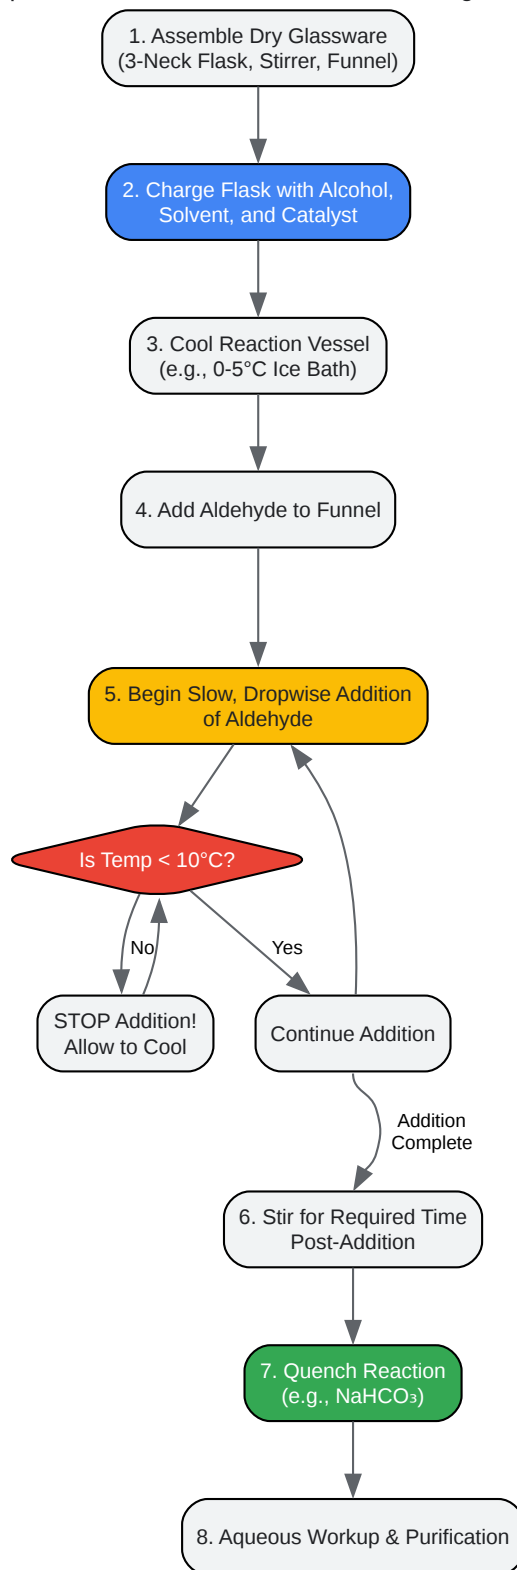 1. Assemble Dry Glassware
(3-Neck Flask, Stirrer, Funnel)
2. Charge Flask with Alcohol,
Solvent, and Catalyst
3. Cool Reaction Vessel
(e.g., 0-5°C Ice Bath)
4. Add Aldehyde to Funnel
5. Begin Slow, Dropwise Addition
of Aldehyde
Is Temp < 10°C?
No
Yes
STOP Addition!
Allow to Cool
Continue Addition
Addition
Complete
6. Stir for Required Time
Post-Addition
7. Quench Reaction
(e.g., NaHCO₃)
8. Aqueous Workup & Purification